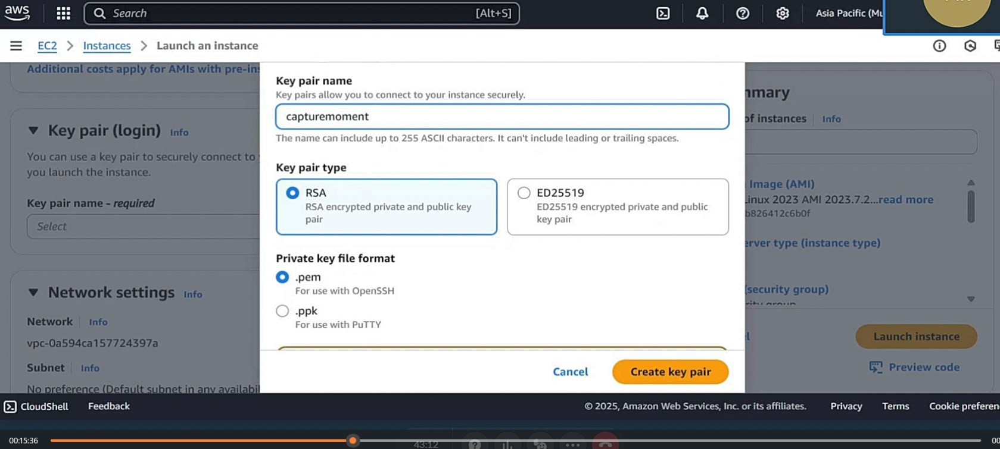 aws
Search
[Alt+S]
Asia Pacific (Mu
EC2
Instances
Launch an instance
Additional costs apply for AMIs with pre-ins
Key pair (login)
Info
You can use a key pair to securely connect to
you launch the instance.
Key pair name - required
Select
Network settings
Info
Network
Info
vpc-0a594ca157724397a
Subnet
Info
No preference (Default subnet in any availabil
Key pair name
Key pairs allow you to connect to your instance securely.
capturemoment
The name can include up to 255 ASCII characters. It can't include leading or trailing spaces.
Key pair type
RSA
RSA encrypted private and public key
pair
ED25519
ED25519 encrypted private and public
key pair
Private key file format
.pem
For use with OpenSSH
.ppk
For use with PuTTY
Cancel
Create key pair
mmary
of instances
Info
Image (AMI)
Linux 2023 AMI 2023.7.2...read more
b826412c6b0f
erver type (instance type)
(security group)
Launch instance
Preview code
CloudShell
Feedback
© 2025, Amazon Web Services, Inc. or its affiliates.
Privacy
Terms
Cookie preferen
00:15:36
43:12
00